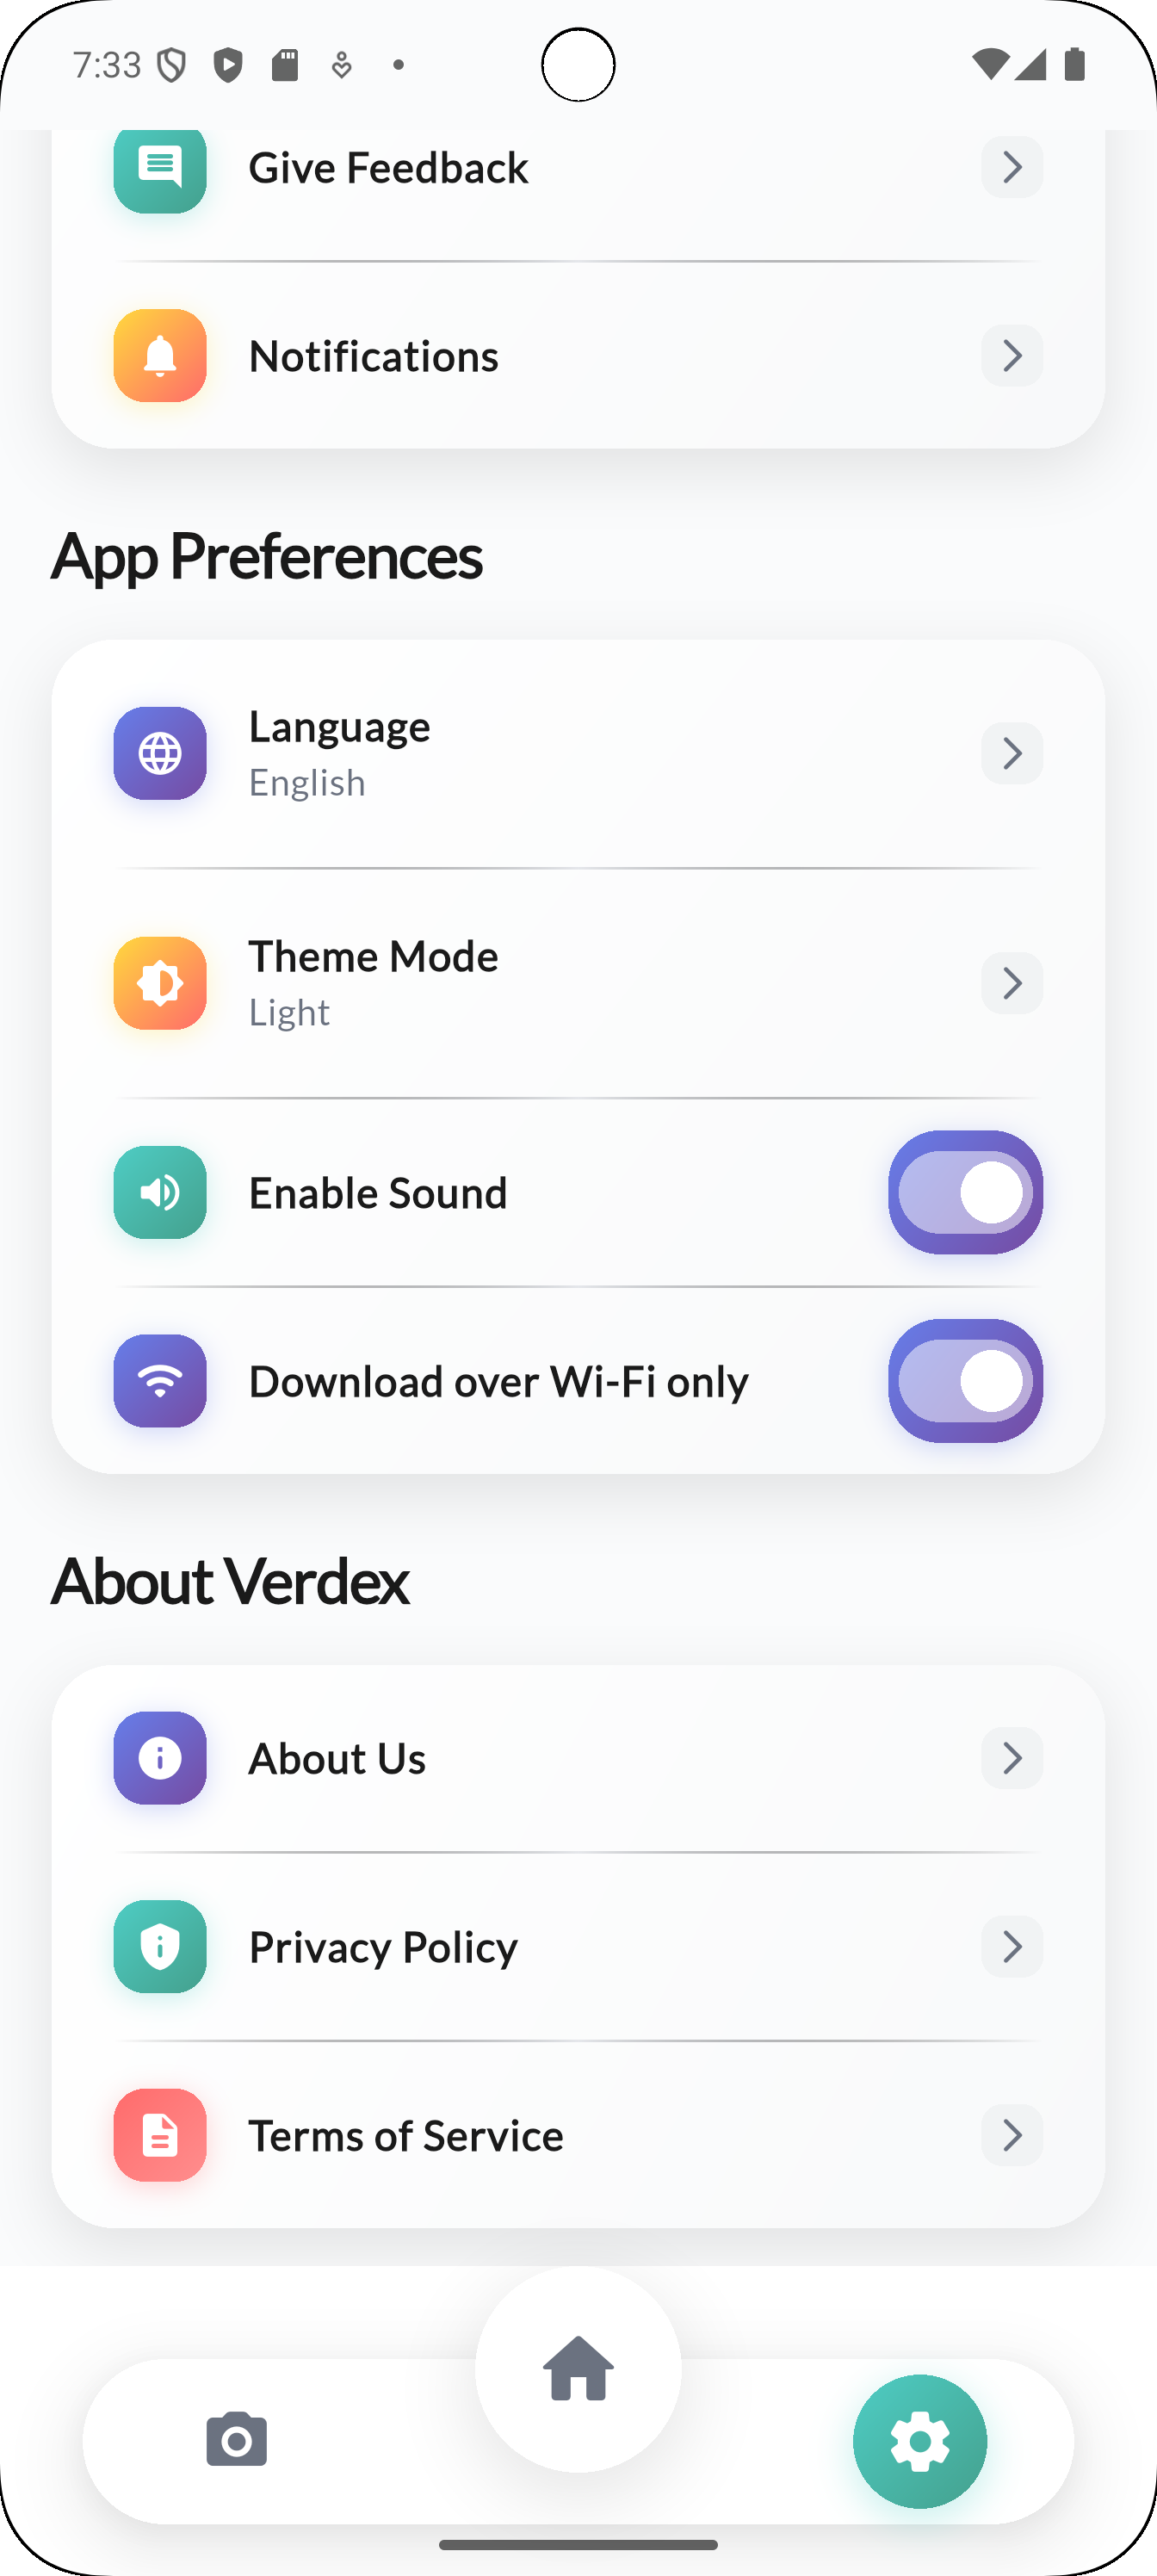 7:33
Give Feedback
Notifications
App Preferences
Language
English
Theme Mode
Light
Enable Sound
Download over Wi-Fi only
About Verdex
About Us
Privacy Policy
Terms of Service